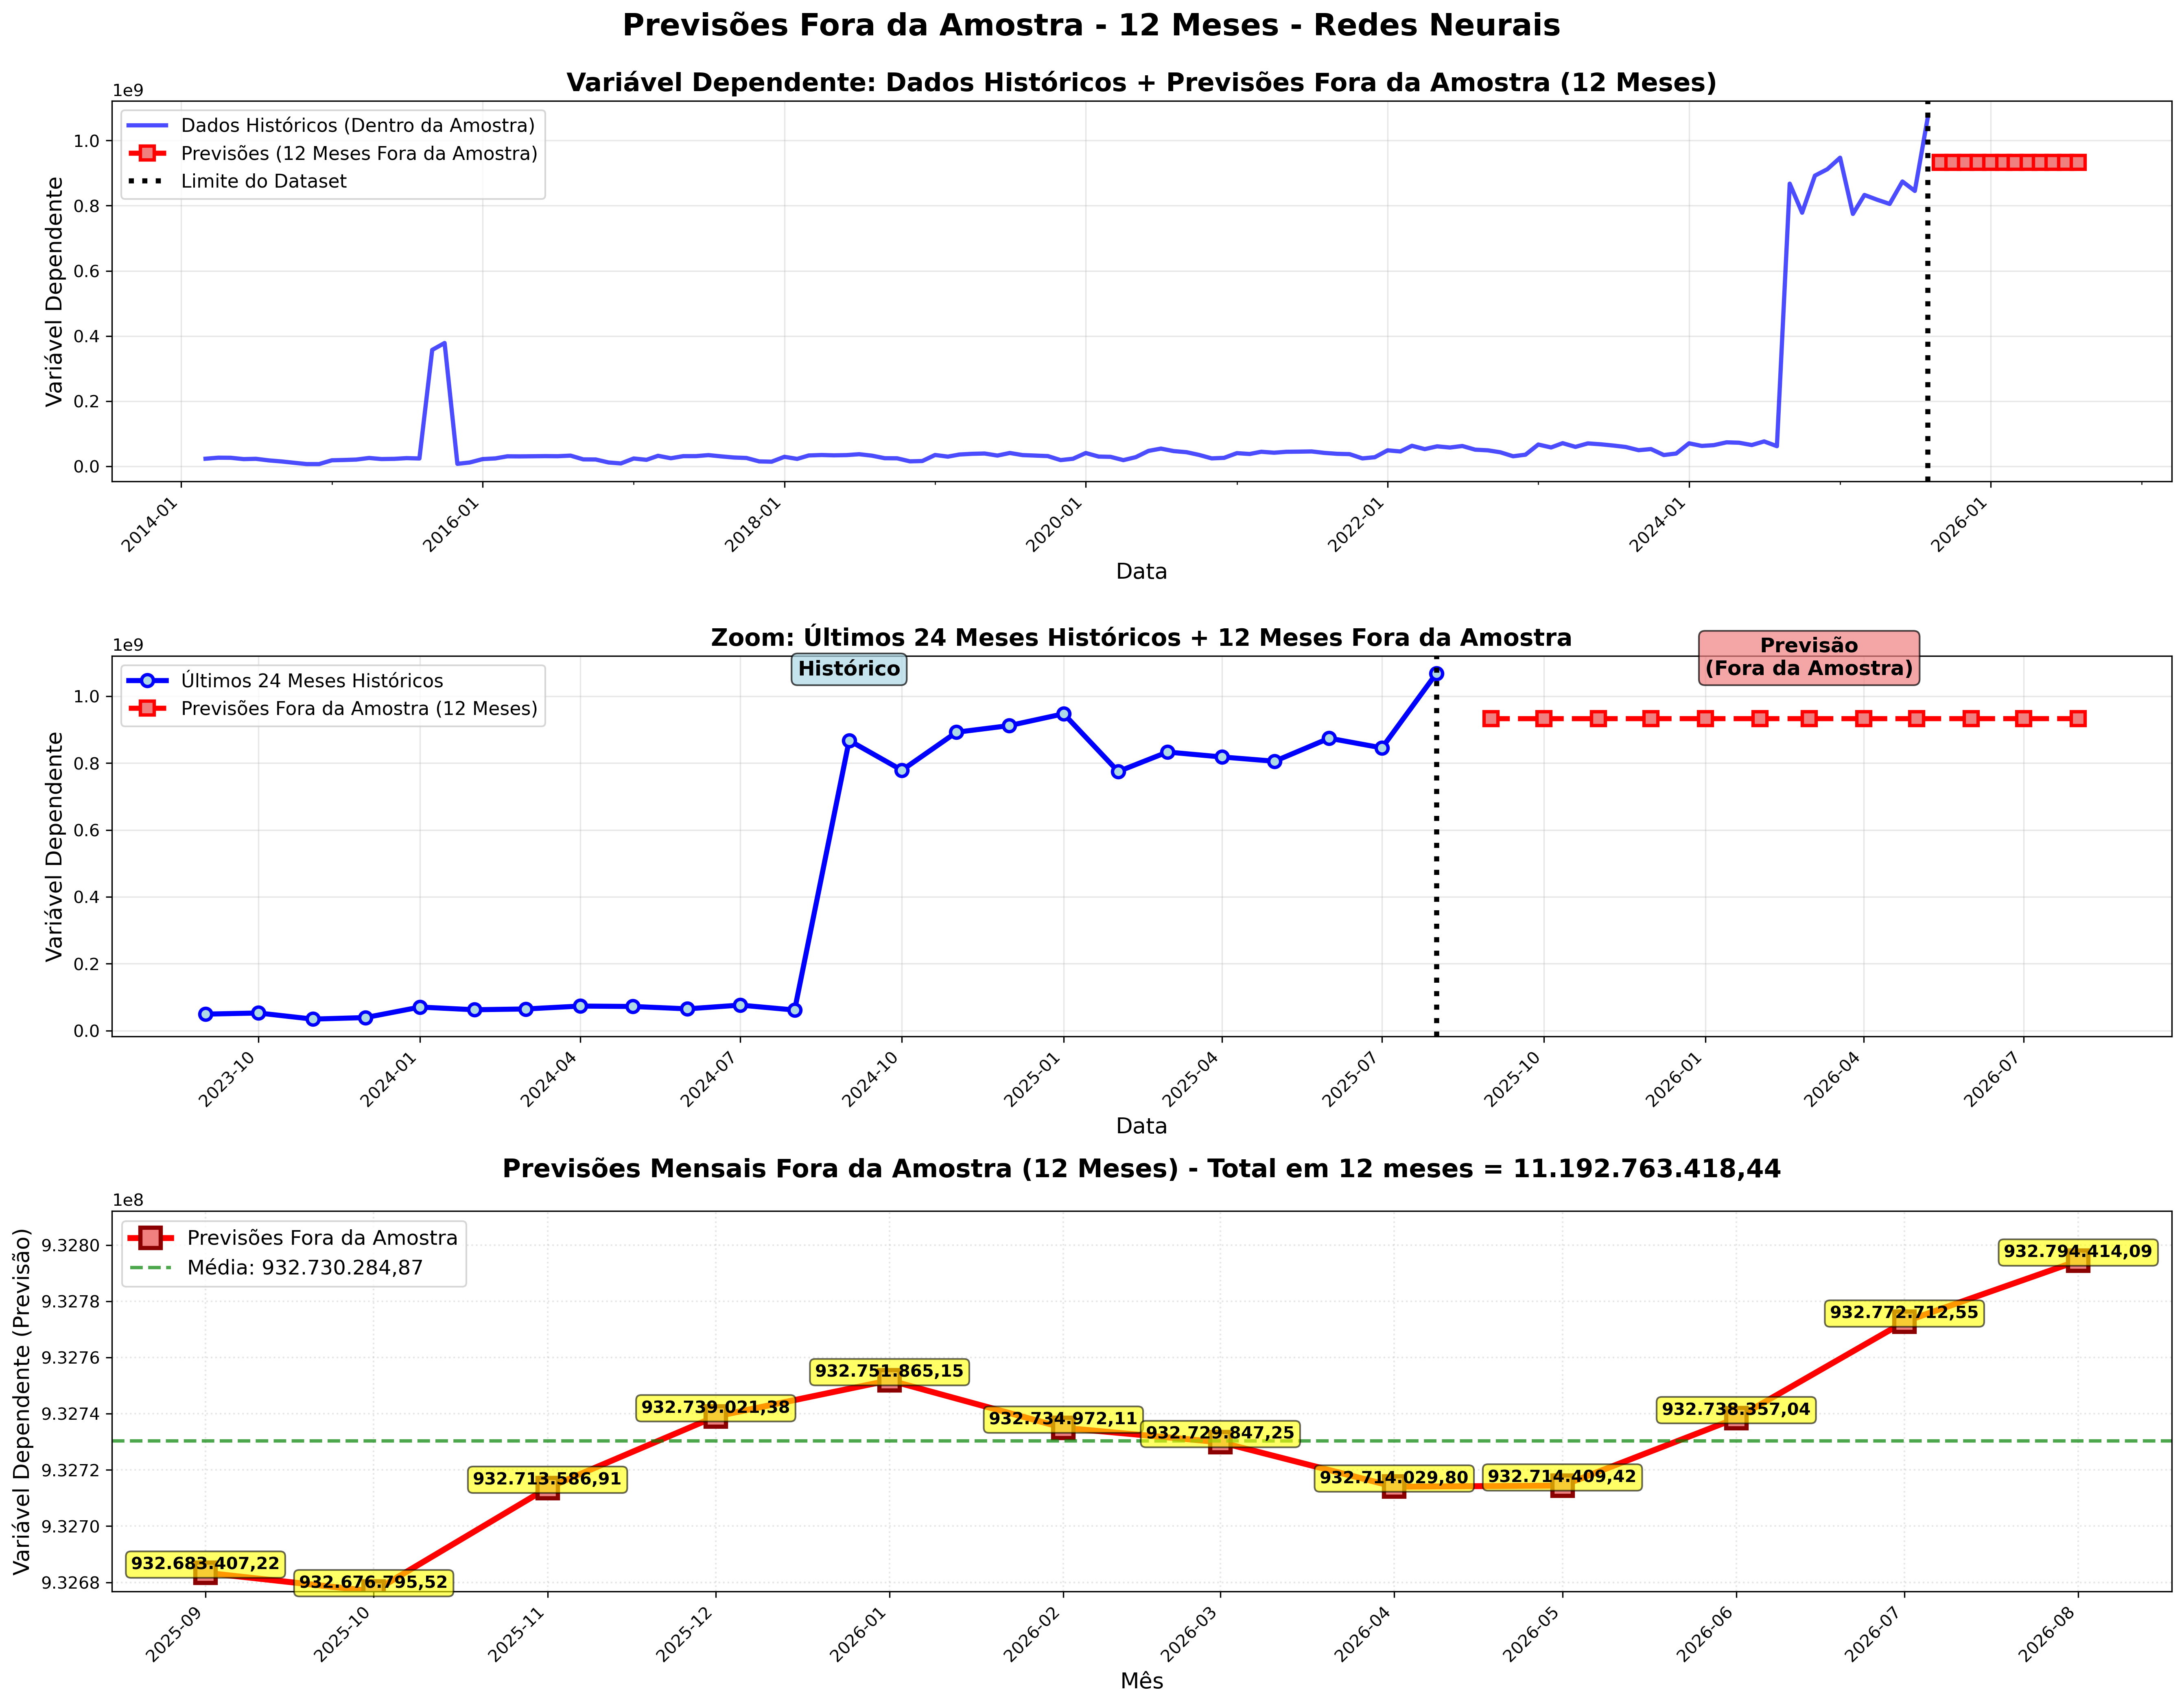 Previsões Fora da Amostra - 12 Meses - Redes Neurais
Variável Dependente: Dados Históricos + Previsões Fora da Amostra (12 Meses)
1e9
Dados Históricos (Dentro da Amostra)
Previsões (12 Meses Fora da Amostra)
Limite do Dataset
Variável Dependente
1.0
0.8
0.6
0.4
0.2
0.0
2014-01
2016-01
2018-01
2020-01
2022-01
2024-01
2026-01
Data
Zoom: Últimos 24 Meses Históricos + 12 Meses Fora da Amostra
1e9
Últimos 24 Meses Históricos
Previsões Fora da Amostra (12 Meses)
Histórico
Previsão
(Fora da Amostra)
Variável Dependente
1.0
0.8
0.6
0.4
0.2
0.0
2023-10
2024-01
2024-04
2024-07
2024-10
2025-01
2025-04
2025-07
2025-10
2026-01
2026-04
2026-07
Data
Previsões Mensais Fora da Amostra (12 Meses) - Total em 12 meses = 11.192.763.418,44
1e8
Previsões Fora da Amostra
Média: 932.730.284,87
Variável Dependente (Previsão)
9.3280
9.3278
9.3276
9.3274
9.3272
9.3270
9.3268
932.683.407,22
932.676.795,52
932.713.586,91
932.739.021,38
932.751.865,15
932.734.972,11
932.729.847,25
932.714.029,80
932.714.409,42
932.738.357,04
932.772.712,55
932.794.414,09
2025-09
2025-10
2025-11
2025-12
2026-01
2026-02
2026-03
2026-04
2026-05
2026-06
2026-07
2026-08
Mês